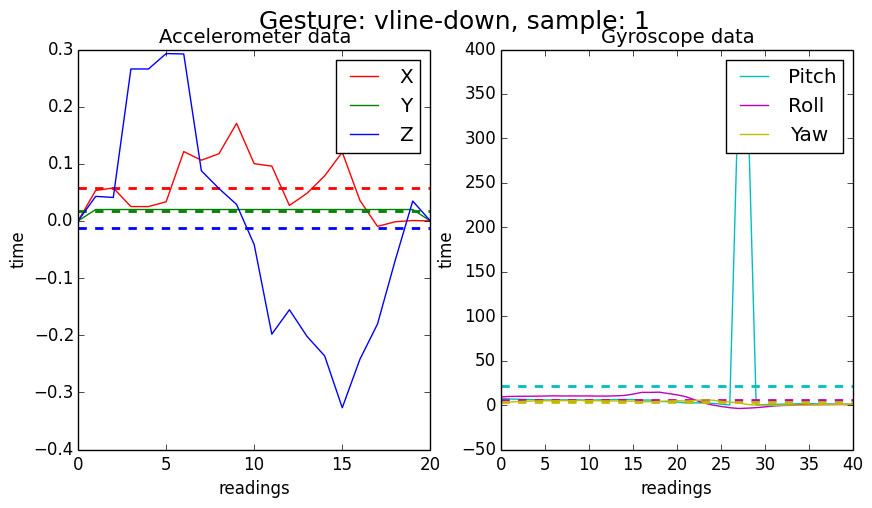 Gesture: vline-down, sample: 1
Accelerometer data
0.3
0.2
0.1
0.0
−0.1
−0.2
−0.3
−0.4
time
0
5
10
15
20
readings
X
Y
Z
Gyroscope data
400
350
300
250
200
150
100
50
0
−50
time
0
5
10
15
20
25
30
35
40
readings
Pitch
Roll
Yaw